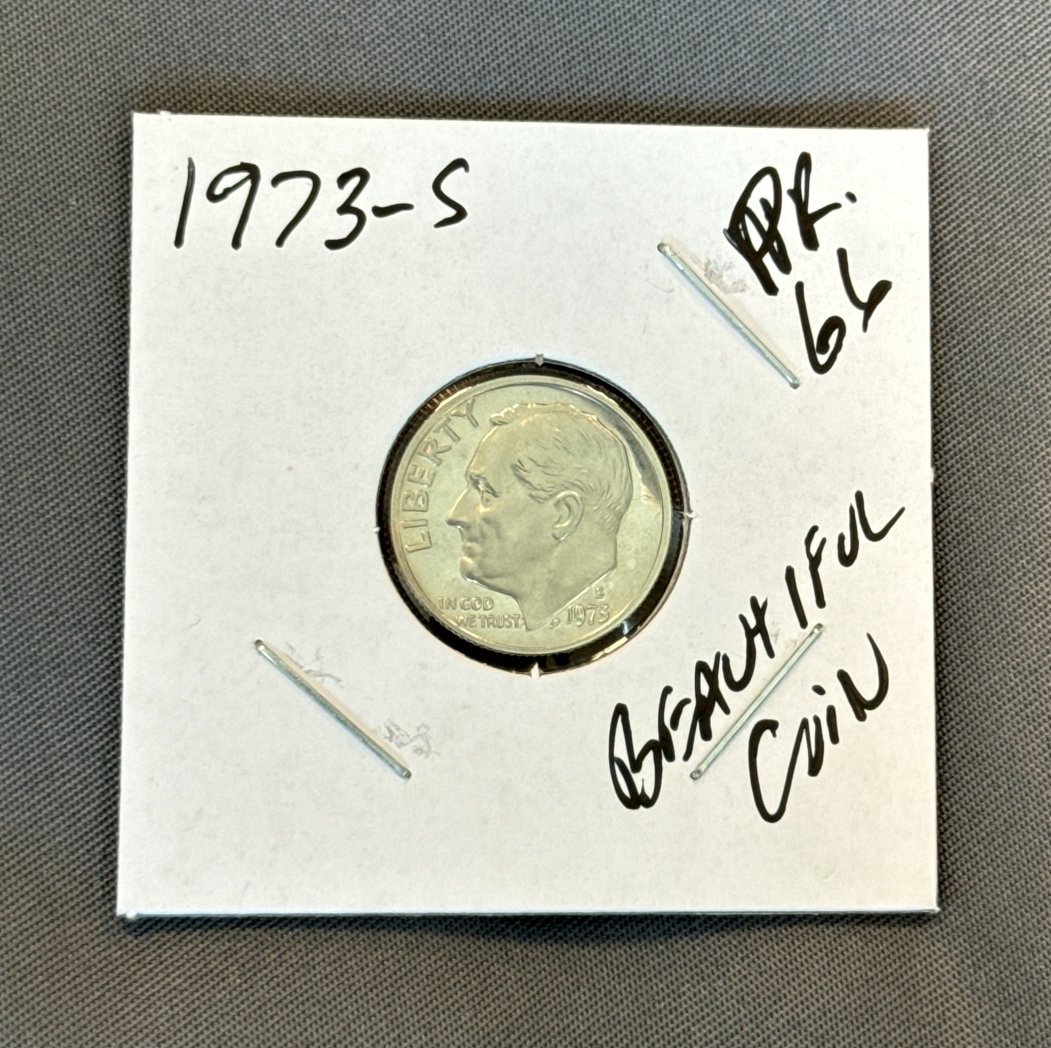 1973-S
PR.
66
LIBERTY
IN GOD
WE TRUST
S
1973
BEAUTIFUL
COIN